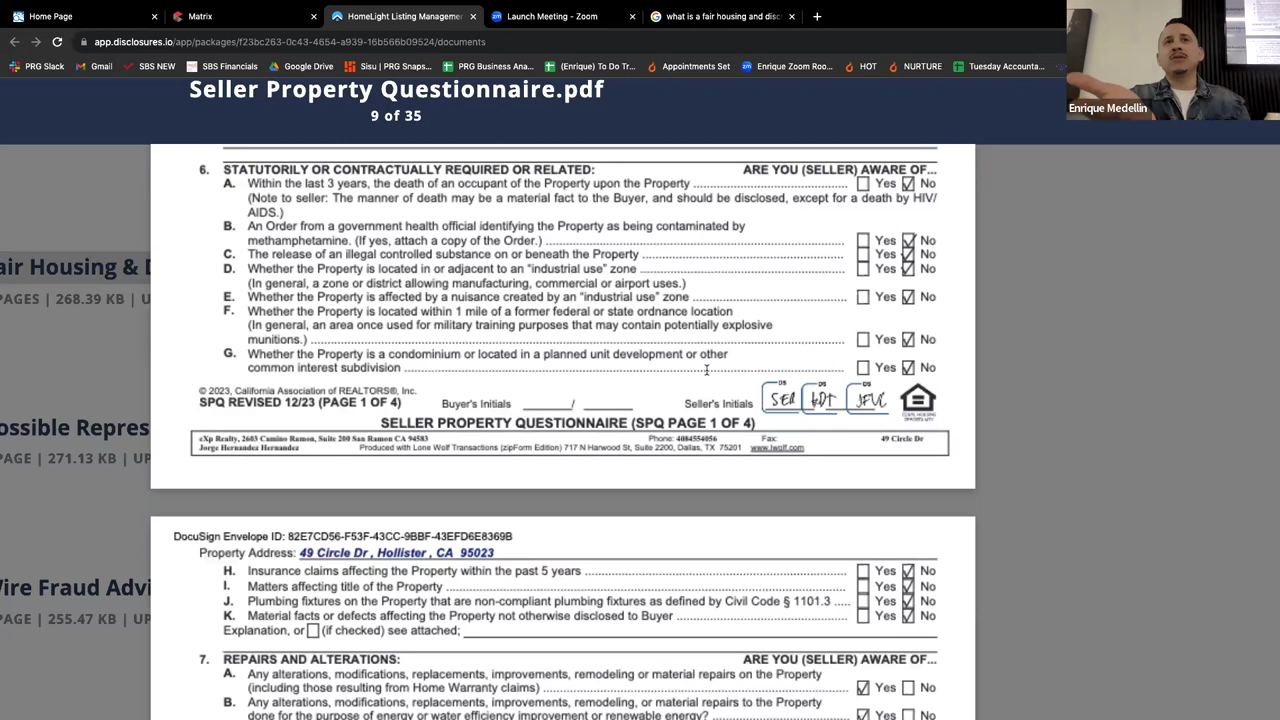 Home Page
Matrix
HomeLight Listing Manageme
Launch Meeting - Zoom
what is a fair housing and disc
app.disclosures.io/app/packages/f23bc263-0c43-4654-a939-16b566b09524/docum
PRG Slack
Gmail
SBS NEW
SBS Financials
Google Drive
HOT
NURTURE
Appointments Set
Enrique Medellin
Seller Property Questionnaire.pdf
9 of 35
6. STATUTORILY OR CONTRACTUALLY REQUIRED OR RELATED: ARE YOU (SELLER) AWARE OF...
A. Within the last 3 years, the death of an occupant of the Property upon the Property Yes No
(Note to seller: The manner of death may be a material fact to the Buyer, and should be disclosed, except for a death by HIV/
AIDS.)
B. An Order from a government health official identifying the Property as being contaminated by
methamphetamine. (If yes, attach a copy of the Order.) Yes No
C. The release of an illegal controlled substance on or beneath the Property Yes No
D. Whether the Property is located in or adjacent to an "industrial use" zone Yes No
(In general, a zone or district allowing manufacturing, commercial or airport uses.)
E. Whether the Property is affected by a nuisance created by an "industrial use" zone Yes No
F. Whether the Property is located within 1 mile of a former federal or state ordnance location
(In general, an area once used for military training purposes that may contain potentially explosive
munitions.) Yes No
G. Whether the Property is a condominium or located in a planned unit development or other
common interest subdivision Yes No
© 2023, California Association of REALTORS®, Inc.
SPQ REVISED 12/23 (PAGE 1 OF 4) Buyer's Initials / Seller's Initials
SELLER PROPERTY QUESTIONNAIRE (SPQ PAGE 1 OF 4)
eXp Realty, 2603 Camino Ramon, Suite 200 San Ramon CA 94583 Phone: 4084554056 Fax: 49 Circle Dr
Jorge Hernandez Hernandez Produced with Lone Wolf Transactions (zipForm Edition) 717 N Harwood St, Suite 2200, Dallas, TX 75201 www.lwolf.com
air Housing & D
PAGES | 268.39 KB | U
ossible Repres
PAGE | 271.13 KB | UP
Vire Fraud Advi
PAGE | 255.47 KB | UP
DocuSign Envelope ID: 82E7CD56-F53F-43CC-9BBF-43EFD6E8369B
Property Address: 49 Circle Dr , Hollister , CA 95023
H. Insurance claims affecting the Property within the past 5 years Yes No
I. Matters affecting title of the Property Yes No
J. Plumbing fixtures on the Property that are non-compliant plumbing fixtures as defined by Civil Code § 1101.3 Yes No
K. Material facts or defects affecting the Property not otherwise disclosed to Buyer Yes No
Explanation, or (if checked) see attached;
7. REPAIRS AND ALTERATIONS: ARE YOU (SELLER) AWARE OF...
A. Any alterations, modifications, replacements, improvements, remodeling or material repairs on the Property
(including those resulting from Home Warranty claims) Yes No
B. Any alterations, modifications, replacements, improvements, remodeling, or material repairs to the Property
done for the purpose of energy or water efficiency improvement or renewable energy? Yes No